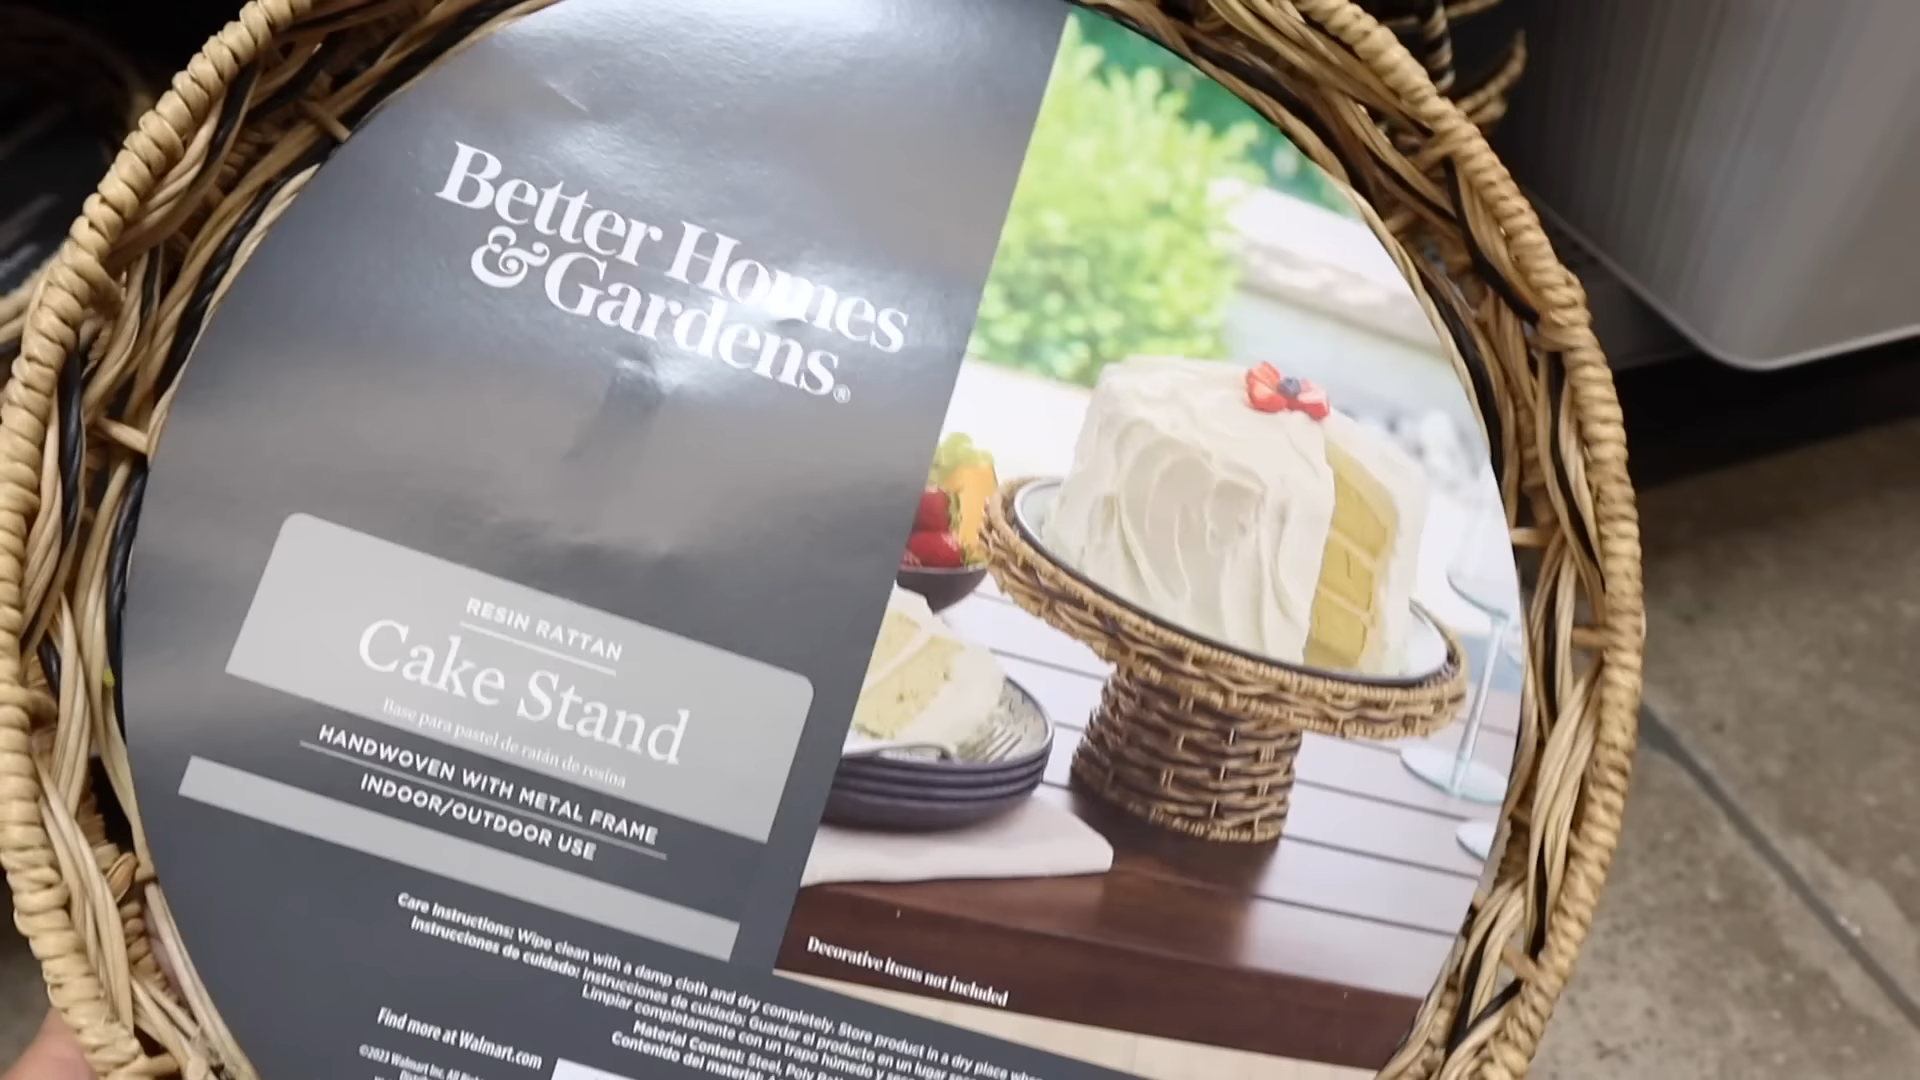 Better Homes
& Gardens®
RESIN RATTAN
Cake Stand
Base para pastel de ratán de resina
HANDWOVEN WITH METAL FRAME
INDOOR/OUTDOOR USE
Care Instructions: Wipe clean with a damp cloth and dry completely. Store product in a dry place
Instrucciones de cuidado: Instrucciones de cuidado: Guardar el producto en un lugar
Limpiar completamente con un trapo húmedo y
Material Content: Steel, Poly
Contenido del material:
Find more at Walmart.com
©2023 Walmart Inc. All
Decorative items not included